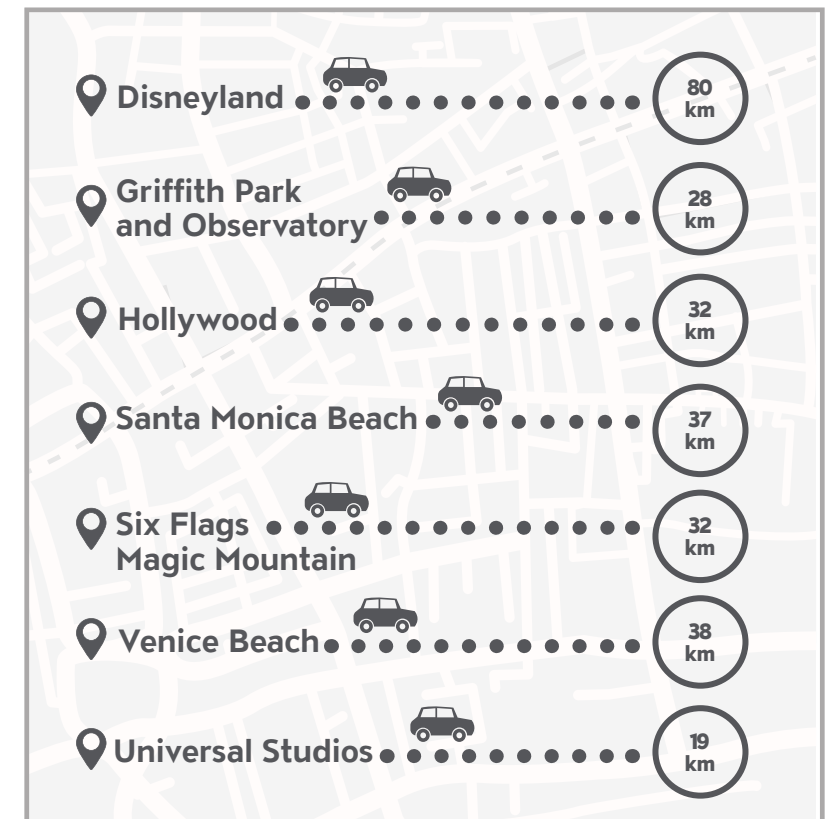 Disneyland
80
km
Griffith Park
and Observatory
28
km
Hollywood
32
km
Santa Monica Beach
37
km
Six Flags
Magic Mountain
32
km
Venice Beach
38
km
Universal Studios
19
km